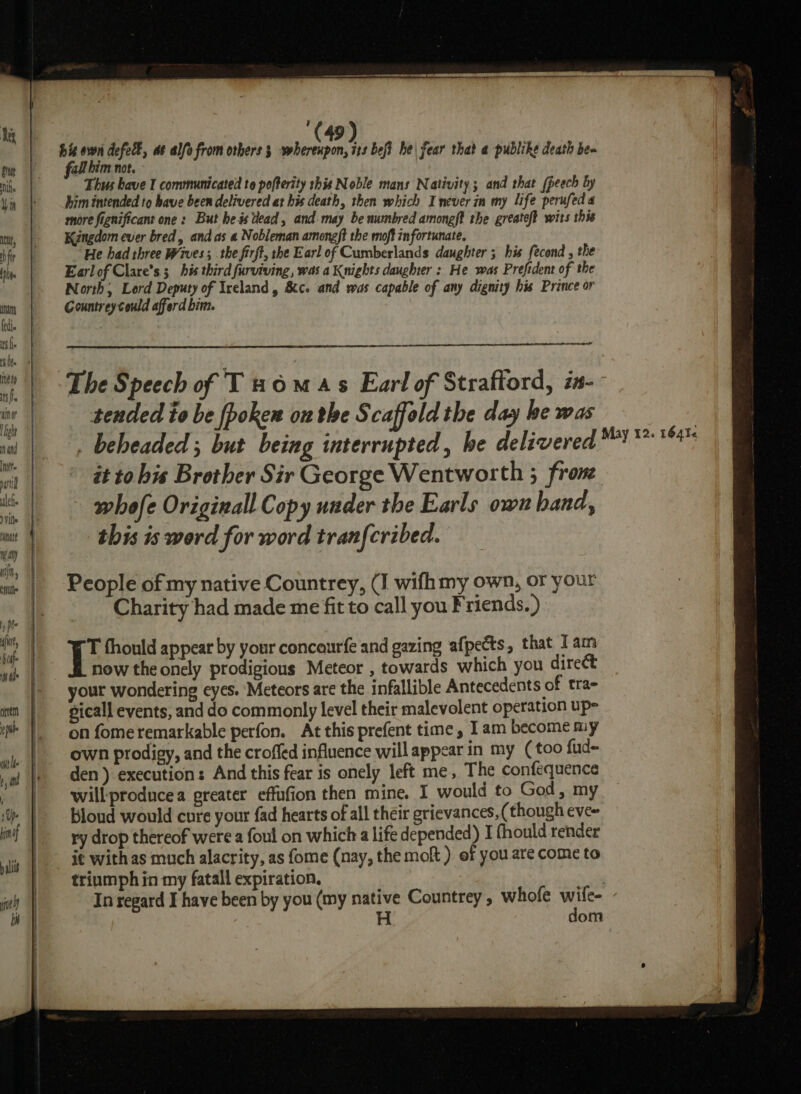 (49)
his own defect, as also from others; whereupon, its best he fear that a publike death be-
fall him not.
Thus have I communicated to posterity this Noble mans Nativity; and that speech by
him intended to have been delivered at his death, then which I never in my life perused a
more significant one: But he is dead, and may be numbred amongst the greatest wits this
Kingdom ever bred, and as a Nobleman amongst the most infortunate.
He had three Wives; the first, the Earl of Cumberlands daughter; his second, the
Earl of Clare's; his third surviving, was a Knights daughter: He was President of the
North, Lord Deputy of Ireland, &c. and was capable of any dignity his Prince or
Countrey could afford him.
The Speech of THOMAS Earl of Strafford, in-
tended to be spoken on the Scaffold the day he was
beheaded; but being interrupted, he delivered
May 12. 1641.
it to his Brother Sir George Wentworth; from
whose Originall Copy under the Earls own hand,
this is word for word transcribed.
People of my native Countrey, (I wish my own, or your
Charity had made me fit to call you Friends.)
IT should appear by your concourse and gazing aspects, that I am
now the onely prodigious Meteor, towards which you direct
your wondering eyes. Meteors are the infallible Antecedents of tra-
gicall events, and do commonly level their malevolent operation up-
on some remarkable person. At this present time, I am become my
own prodigy, and the crossed influence will appear in my (too sud-
den) execution: And this fear is onely left me, The consequence
will produce a greater effusion then mine. I would to God, my
bloud would cure your sad hearts of all their grievances, (though eve-
ry drop thereof were a soul on which a life depended) I should render
it with as much alacrity, as some (nay, the most) of you are come to
triumph in my fatall expiration.
In regard I have been by you (my native Countrey, whose wise-
H dom